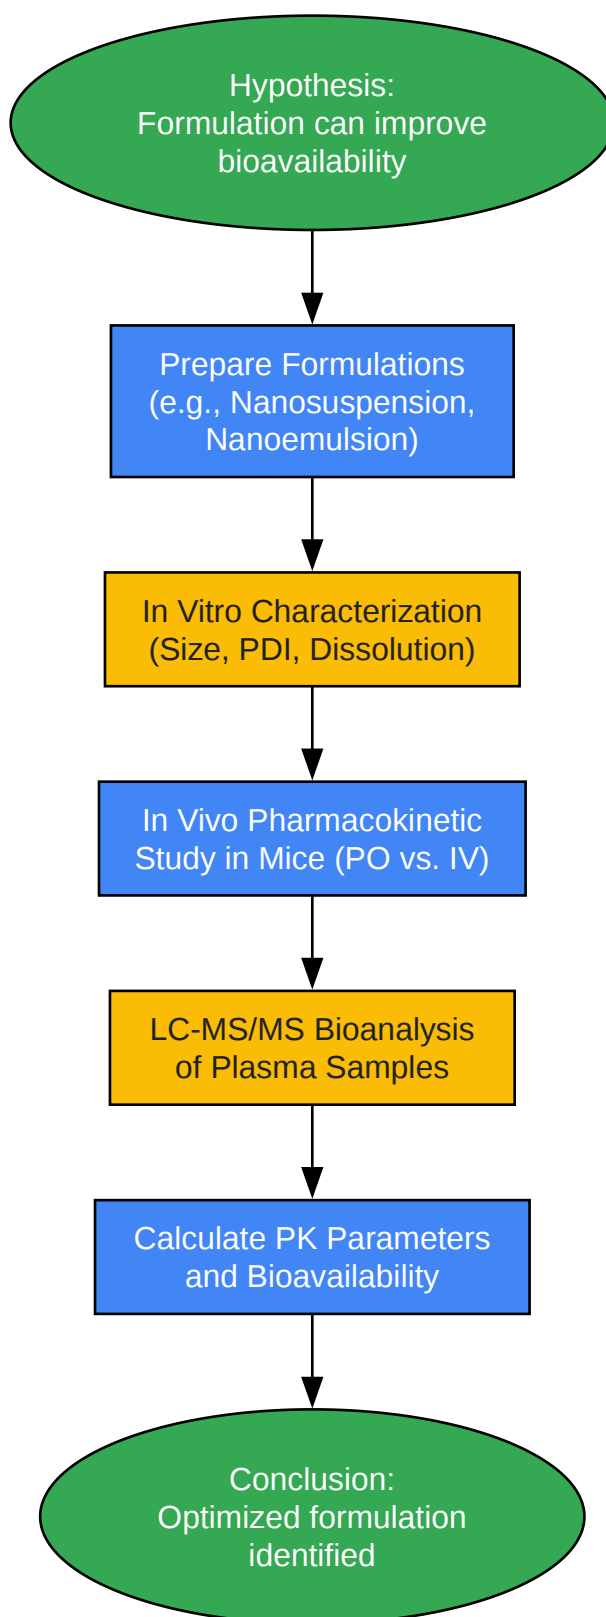 Hypothesis:
Formulation can improve
bioavailability
Prepare Formulations
(e.g., Nanosuspension,
Nanoemulsion)
In Vitro Characterization
(Size, PDI, Dissolution)
In Vivo Pharmacokinetic
Study in Mice (PO vs. IV)
LC-MS/MS Bioanalysis
of Plasma Samples
Calculate PK Parameters
and Bioavailability
Conclusion:
Optimized formulation
identified